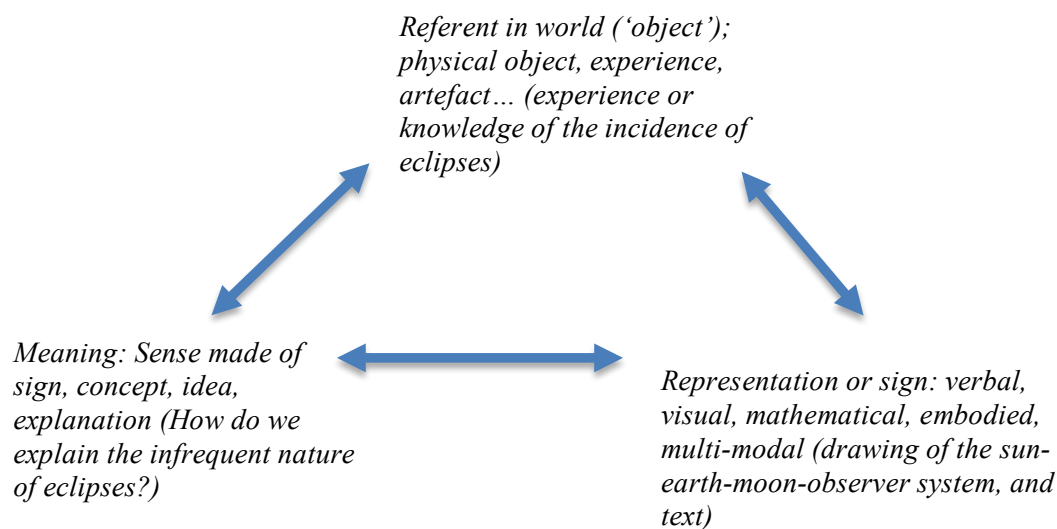 Referent in world (‘object’);
physical object, experience,
artefact… (experience or
knowledge of the incidence of
eclipses)
Meaning: Sense made of
sign, concept, idea,
explanation (How do we
explain the infrequent nature
of eclipses?)
Representation or sign: verbal,
visual, mathematical, embodied,
multi-modal (drawing of the sun-
earth-moon-observer system, and
text)